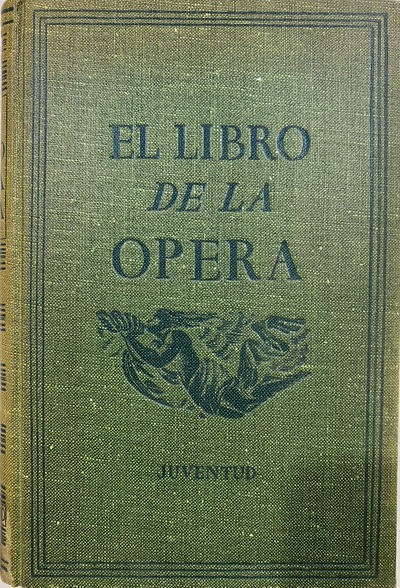 EL LIBRO
DE LA
OPERA
JUVENTUD